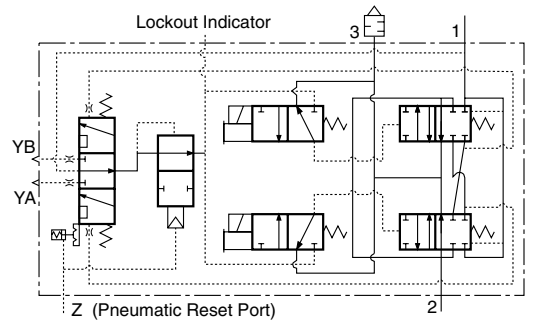 Lockout Indicator
3
1
YB
YA
Z (Pneumatic Reset Port)
2